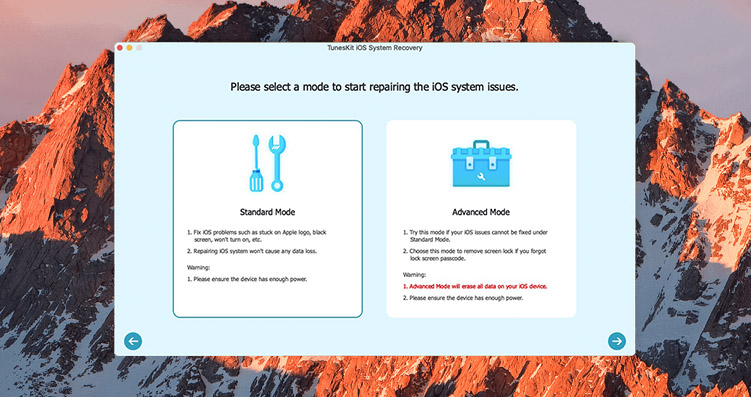 TunesKit iOS System Recovery
Please select a mode to start repairing the iOS system issues.
Standard Mode
1. Fix iOS problems such as stuck on Apple logo, black
screen, won't turn on, etc.
2. Repairing iOS system won't cause any data loss.
Warning:
1. Please ensure the device has enough power.
Advanced Mode
1. Try this mode if your iOS issues cannot be fixed under
Standard Mode.
2. Choose this mode to remove screen lock if you forgot
lock screen passcode.
Warning:
1. Advanced Mode will erase all data on your iOS device.
2. Please ensure the device has enough power.